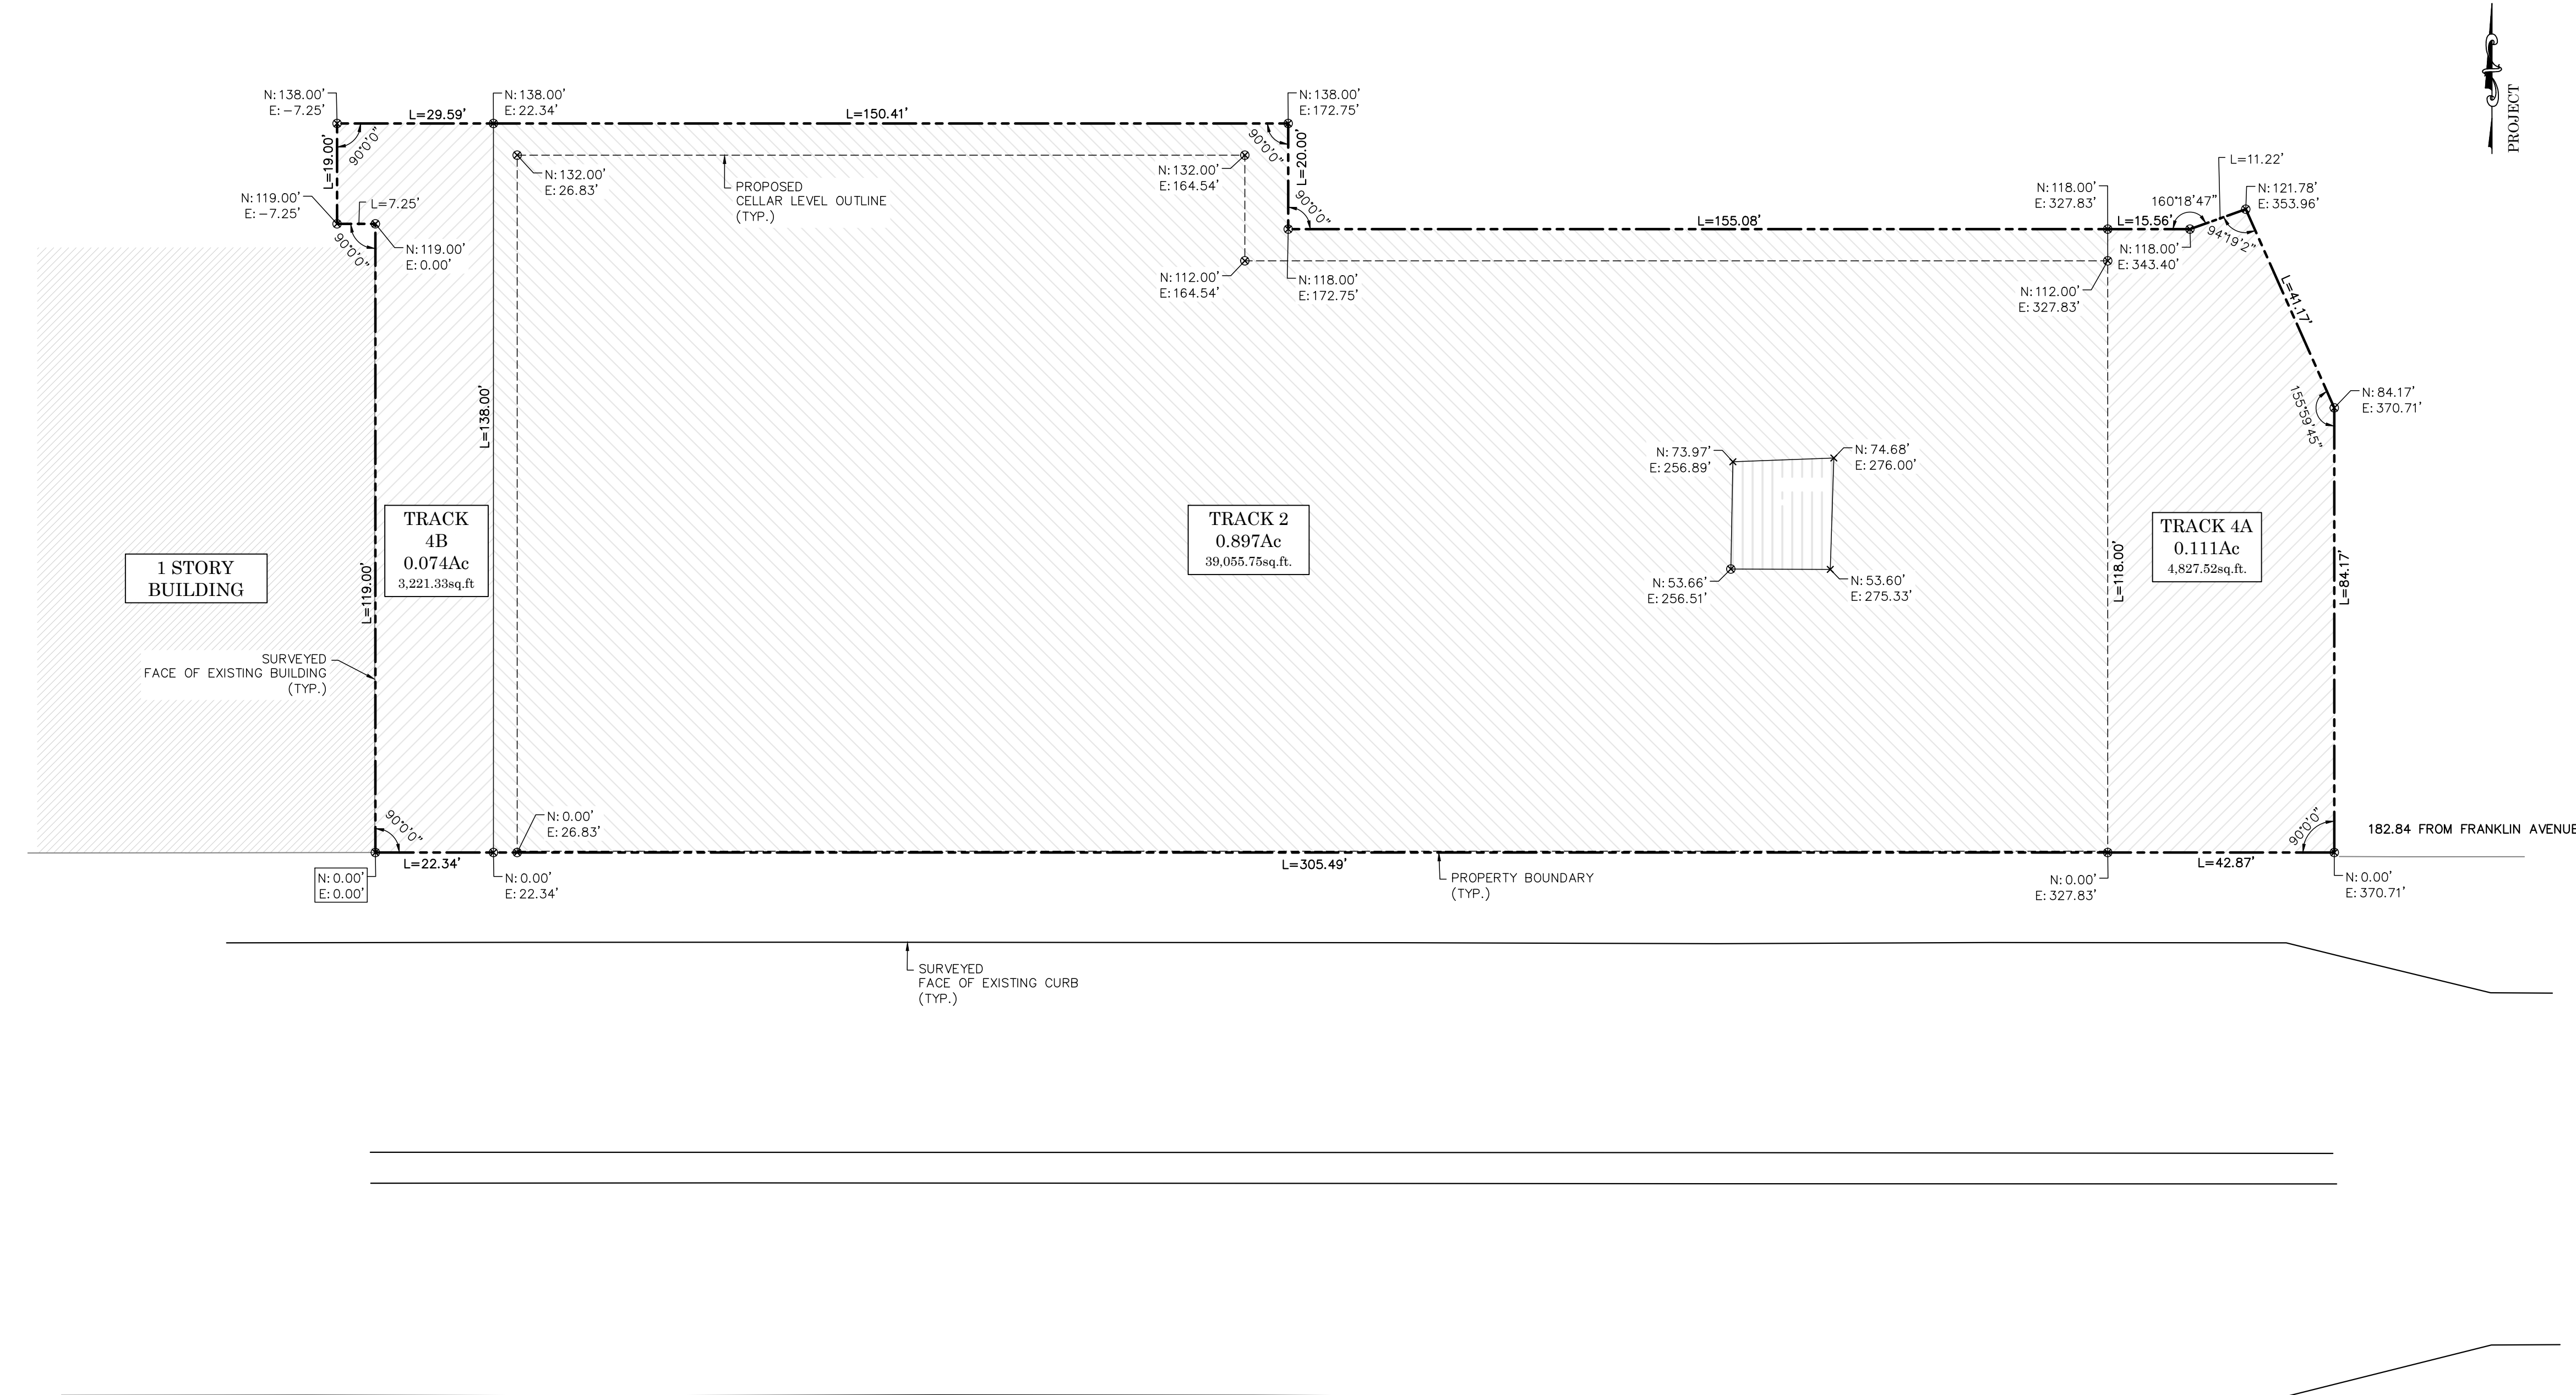 PROJECT
N: 138.00'
E: -7.25'
L=29.59'
N: 138.00'
E: 22.34'
L=150.41'
N: 138.00'
E: 172.75'
L=19.00'
90°0'0"
90°0'0"
L=20.00'
N: 132.00'
E: 26.83'
PROPOSED
CELLAR LEVEL OUTLINE
(TYP.)
N: 132.00'
E: 164.54'
90°0'0"
L=11.22'
N: 119.00'
E: -7.25'
L=7.25'
90°0'0"
N: 119.00'
E: 0.00'
L=155.08'
N: 118.00'
E: 327.83'
160°18'47"
N: 121.78'
E: 353.96'
L=15.56'
94°19'2"
N: 118.00'
E: 343.40'
N: 112.00'
E: 164.54'
N: 118.00'
E: 172.75'
N: 112.00'
E: 327.83'
L=41.17'
L=138.00'
N: 84.17'
E: 370.71'
155°59'45"
N: 73.97'
E: 256.89'
N: 74.68'
E: 276.00'
TRACK
4B
0.074Ac
3,221.33sq.ft
TRACK 2
0.897Ac
39,055.75sq.ft.
TRACK 4A
0.111Ac
4,827.52sq.ft.
1 STORY
BUILDING
L=119.00'
L=118.00'
L=84.17'
N: 53.66'
E: 256.51'
N: 53.60'
E: 275.33'
SURVEYED
FACE OF EXISTING BUILDING
(TYP.)
90°0'0"
N: 0.00'
E: 26.83'
90°0'0"
182.84 FROM FRANKLIN AVENUE
L=22.34'
L=305.49'
L=42.87'
N: 0.00'
E: 0.00'
N: 0.00'
E: 22.34'
PROPERTY BOUNDARY
(TYP.)
N: 0.00'
E: 327.83'
N: 0.00'
E: 370.71'
SURVEYED
FACE OF EXISTING CURB
(TYP.)